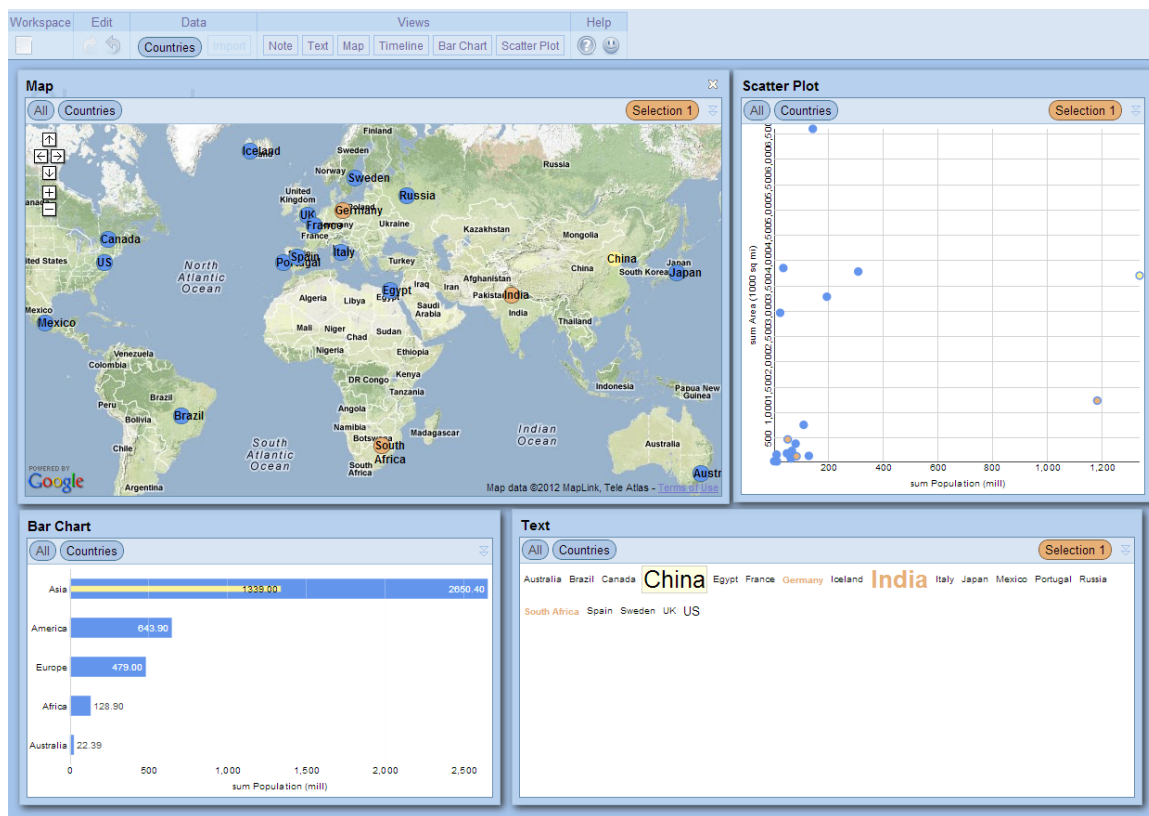 Workspace Edit Data Views Help
Countries Import Note Text Map Timeline Bar Chart Scatter Plot ?
Map
All Countries Selection 1
Finland
Iceland
Sweden
Russia
Norway
Sweden
United
Kingdom
Russia
Germany
UK
France
Ukraine
Kazakhstan
Mongolia
Canada
France
Italy
Spain
Portugal
China
ited States
US
North
Atlantic
Ocean
Turkey
Afghanistan
China
South Korea
Japan
Algeria
Libya
Egypt
Iraq
Iran
Pakistan
India
Mexico
Mexico
Saudi
Arabia
India
Mali
Niger
Chad
Sudan
Thailand
Venezuela
Colombia
Nigeria
Ethiopia
DR Congo
Kenya
Tanzania
Indonesia
Papua New
Guinea
Peru
Brazil
Brazil
Bolivia
Angola
Namibia
Botswana
Madagascar
Indian
Ocean
Chile
South
Atlantic
Ocean
South
Africa
South
Africa
Australia
Austr
Argentina
POWERED BY
Google
Map data ©2012 MapLink, Tele Atlas - Terms of Use
Scatter Plot
All Countries Selection 1
sum Area (1000 sq mi)
200 400 600 800 1,000 1,200
sum Population (mill)
Bar Chart
All Countries
Asia 1339.00 2650.40
America 643.90
Europe 479.00
Africa 128.90
Australia 22.39
0 500 1,000 1,500 2,000 2,500
sum Population (mill)
Text
All Countries Selection 1
Australia Brazil Canada China Egypt France Germany Iceland India Italy Japan Mexico Portugal Russia
South Africa Spain Sweden UK US